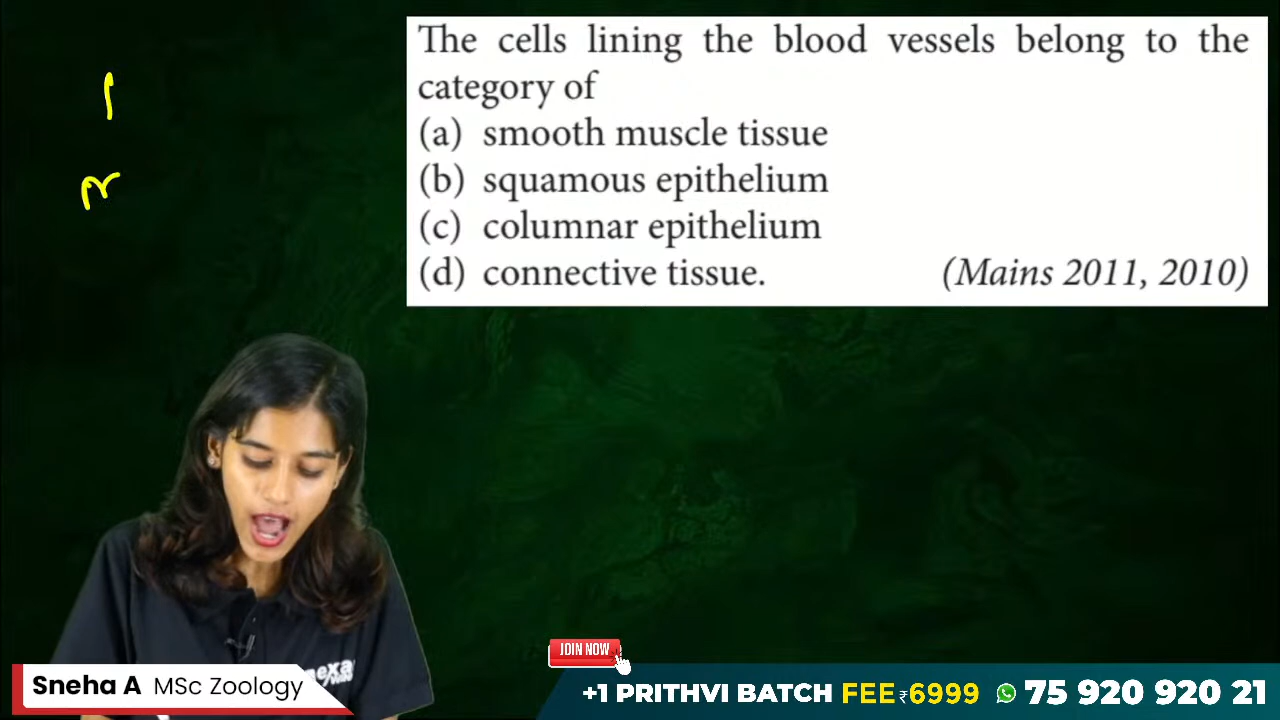 The cells lining the blood vessels belong to the
category of
(a) smooth muscle tissue
(b) squamous epithelium
(c) columnar epithelium
(d) connective tissue. (Mains 2011, 2010)
JOIN NOW
Sneha A MSc Zoology
+1 PRITHVI BATCH FEE ₹6999 75 920 920 21